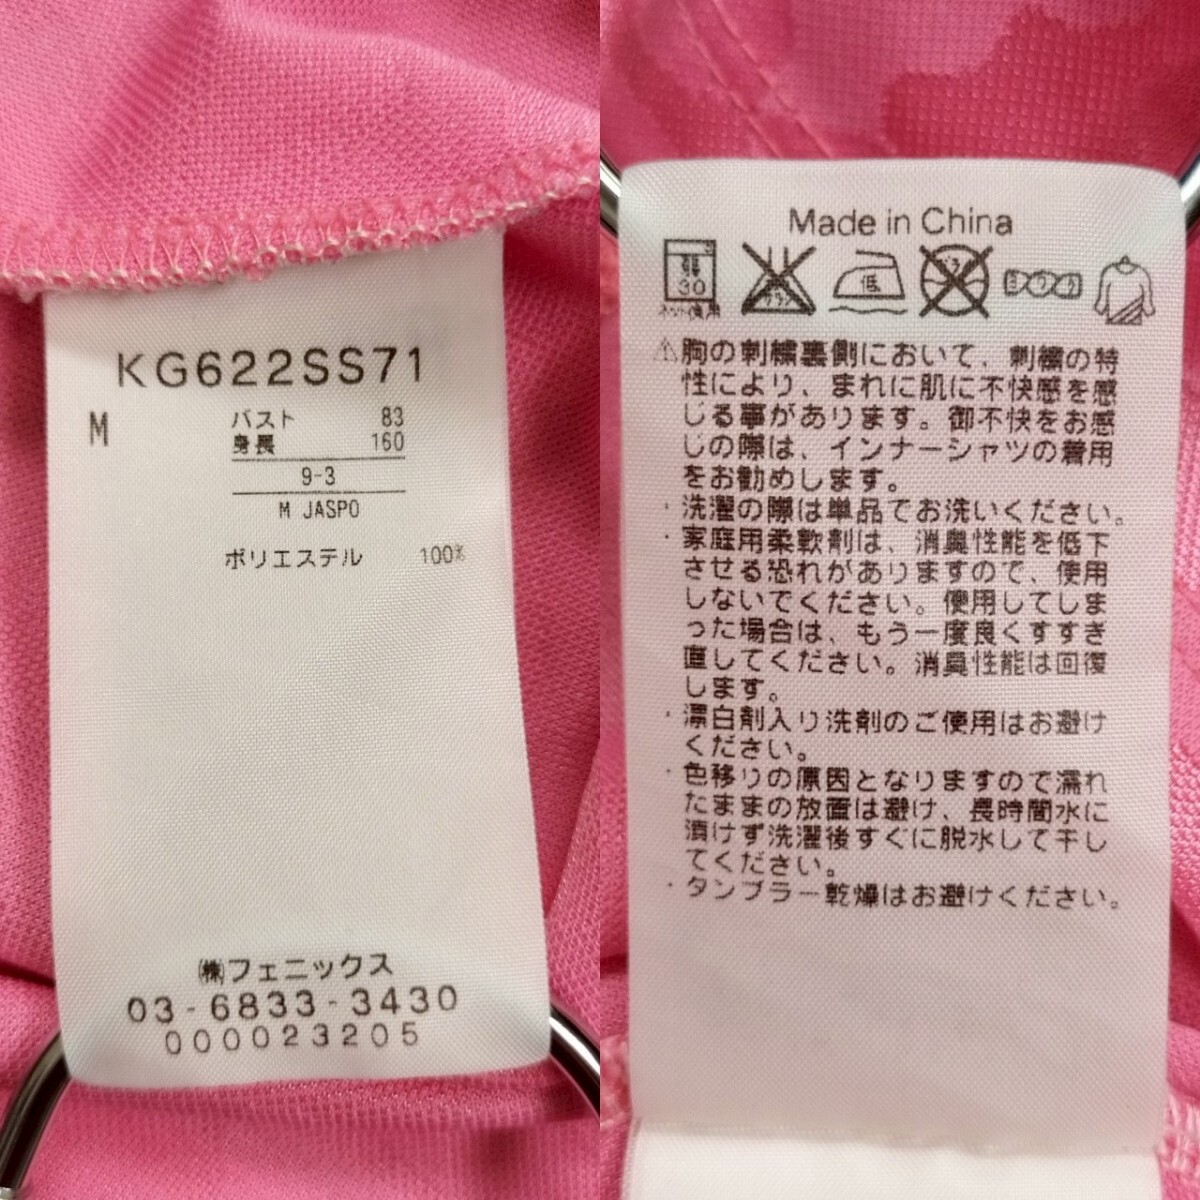 KG622SS71
M
バスト 83
身長 160
9-3
M JASPO
ポリエステル 100%
㈱フェニックス
03-6833-3430
000023205
Made in China
弱
30
ネット使用
低
⚠胸の刺繍裏側において、刺繍の特
性により、まれに肌に不快感を感
じる事があります。御不快をお感
じの際は、インナーシャツの着用
をお勧めします。
・洗濯の際は単品でお洗いください。
・家庭用柔軟剤は、消臭性能を低下
させる恐れがありますので、使用
しないでください。使用してしま
った場合は、もう一度良くすすぎ
直してください。消臭性能は回復
します。
・漂白剤入り洗剤のご使用はお避け
ください。
・色移りの原因となりますので濡れ
たままの放置は避け、長時間水に
漬けず洗濯後すぐに脱水して干し
てください。
・タンブラー乾燥はお避けください。